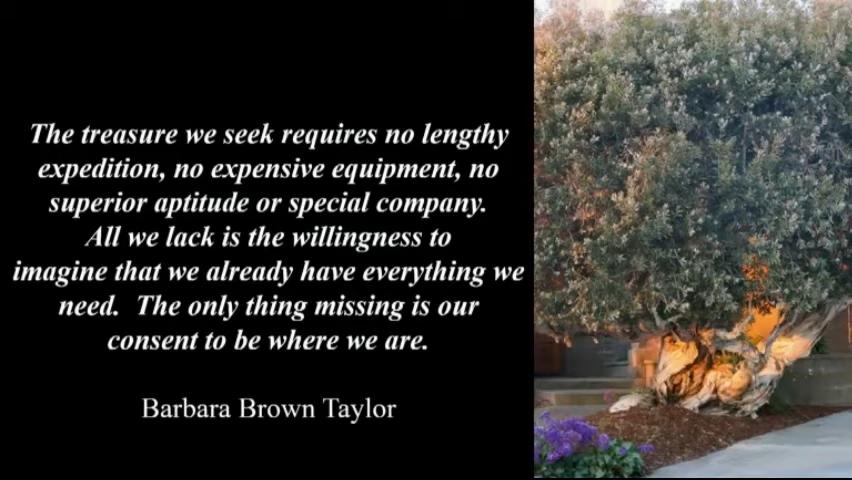 The treasure we seek requires no lengthy
expedition, no expensive equipment, no
superior aptitude or special company.
All we lack is the willingness to
imagine that we already have everything we
need.  The only thing missing is our
consent to be where we are.
Barbara Brown Taylor